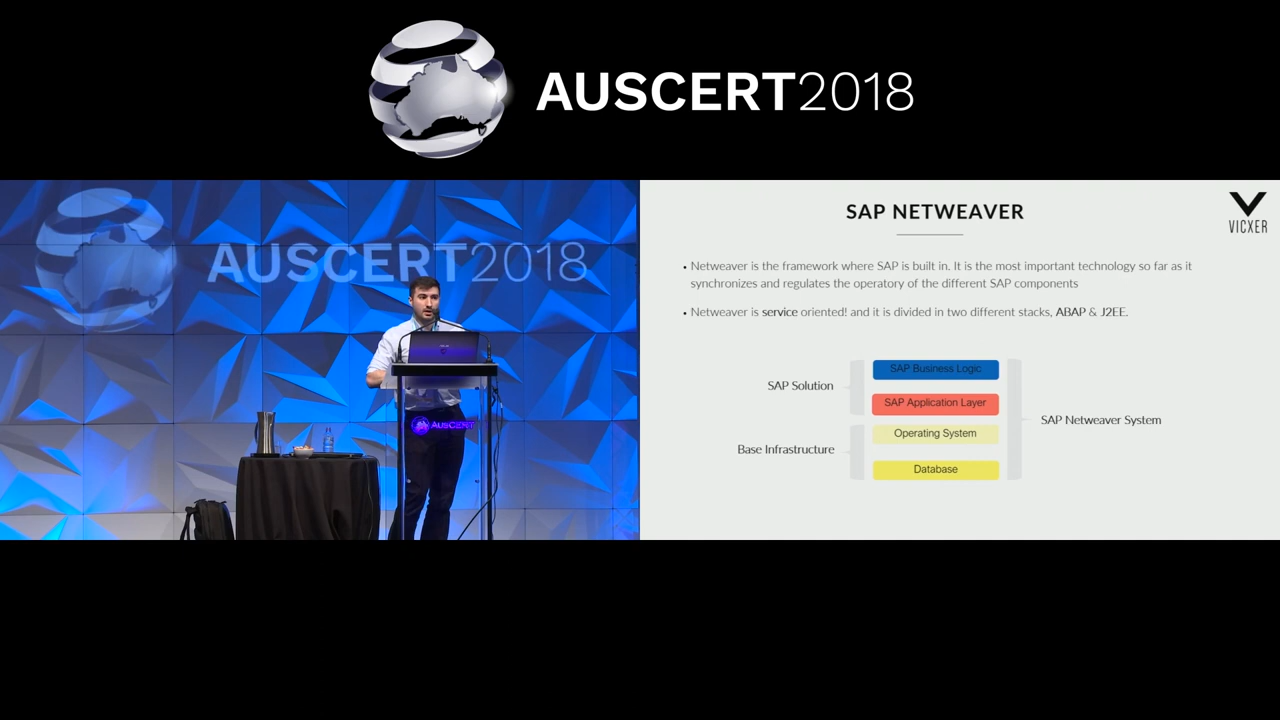 AUSCERT2018
AUSCERT2018
AUSCERT
SAP NETWEAVER
VICXER
• Netweaver is the framework where SAP is built in. It is the most important technology so far as it
synchronizes and regulates the operatory of the different SAP components
• Netweaver is service oriented! and it is divided in two different stacks, ABAP & J2EE.
SAP Business Logic
SAP Solution
SAP Application Layer
SAP Netweaver System
Operating System
Base Infrastructure
Database